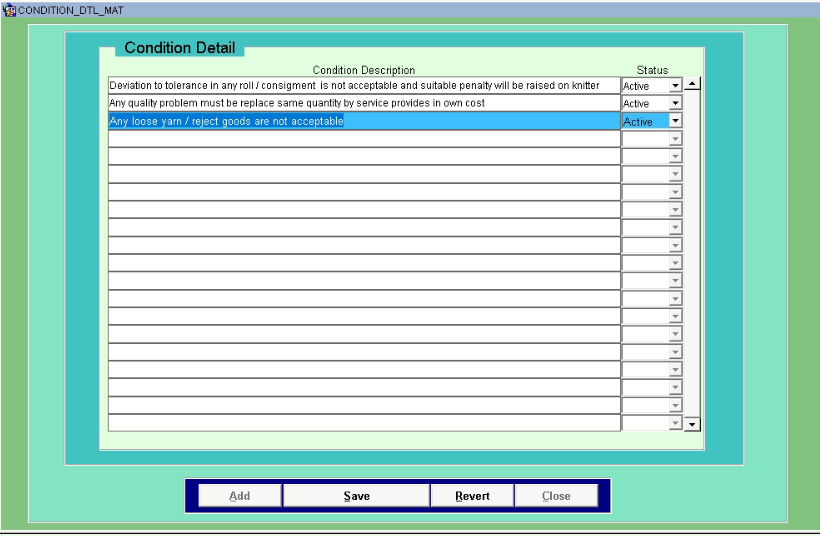 CONDITION_DTL_MAT
Condition Detail
Condition Description Status
Deviation to tolerance in any roll / consigment is not acceptable and suitable penalty will be raised on knitter Active
Any quality problem must be replace same quantity by service provides in own cost Active
Any loose yarn / reject goods are not acceptable Active
Add Save Revert Close